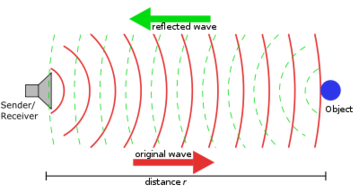 reflected wave
Sender/
Receiver
Object
original wave
distance r